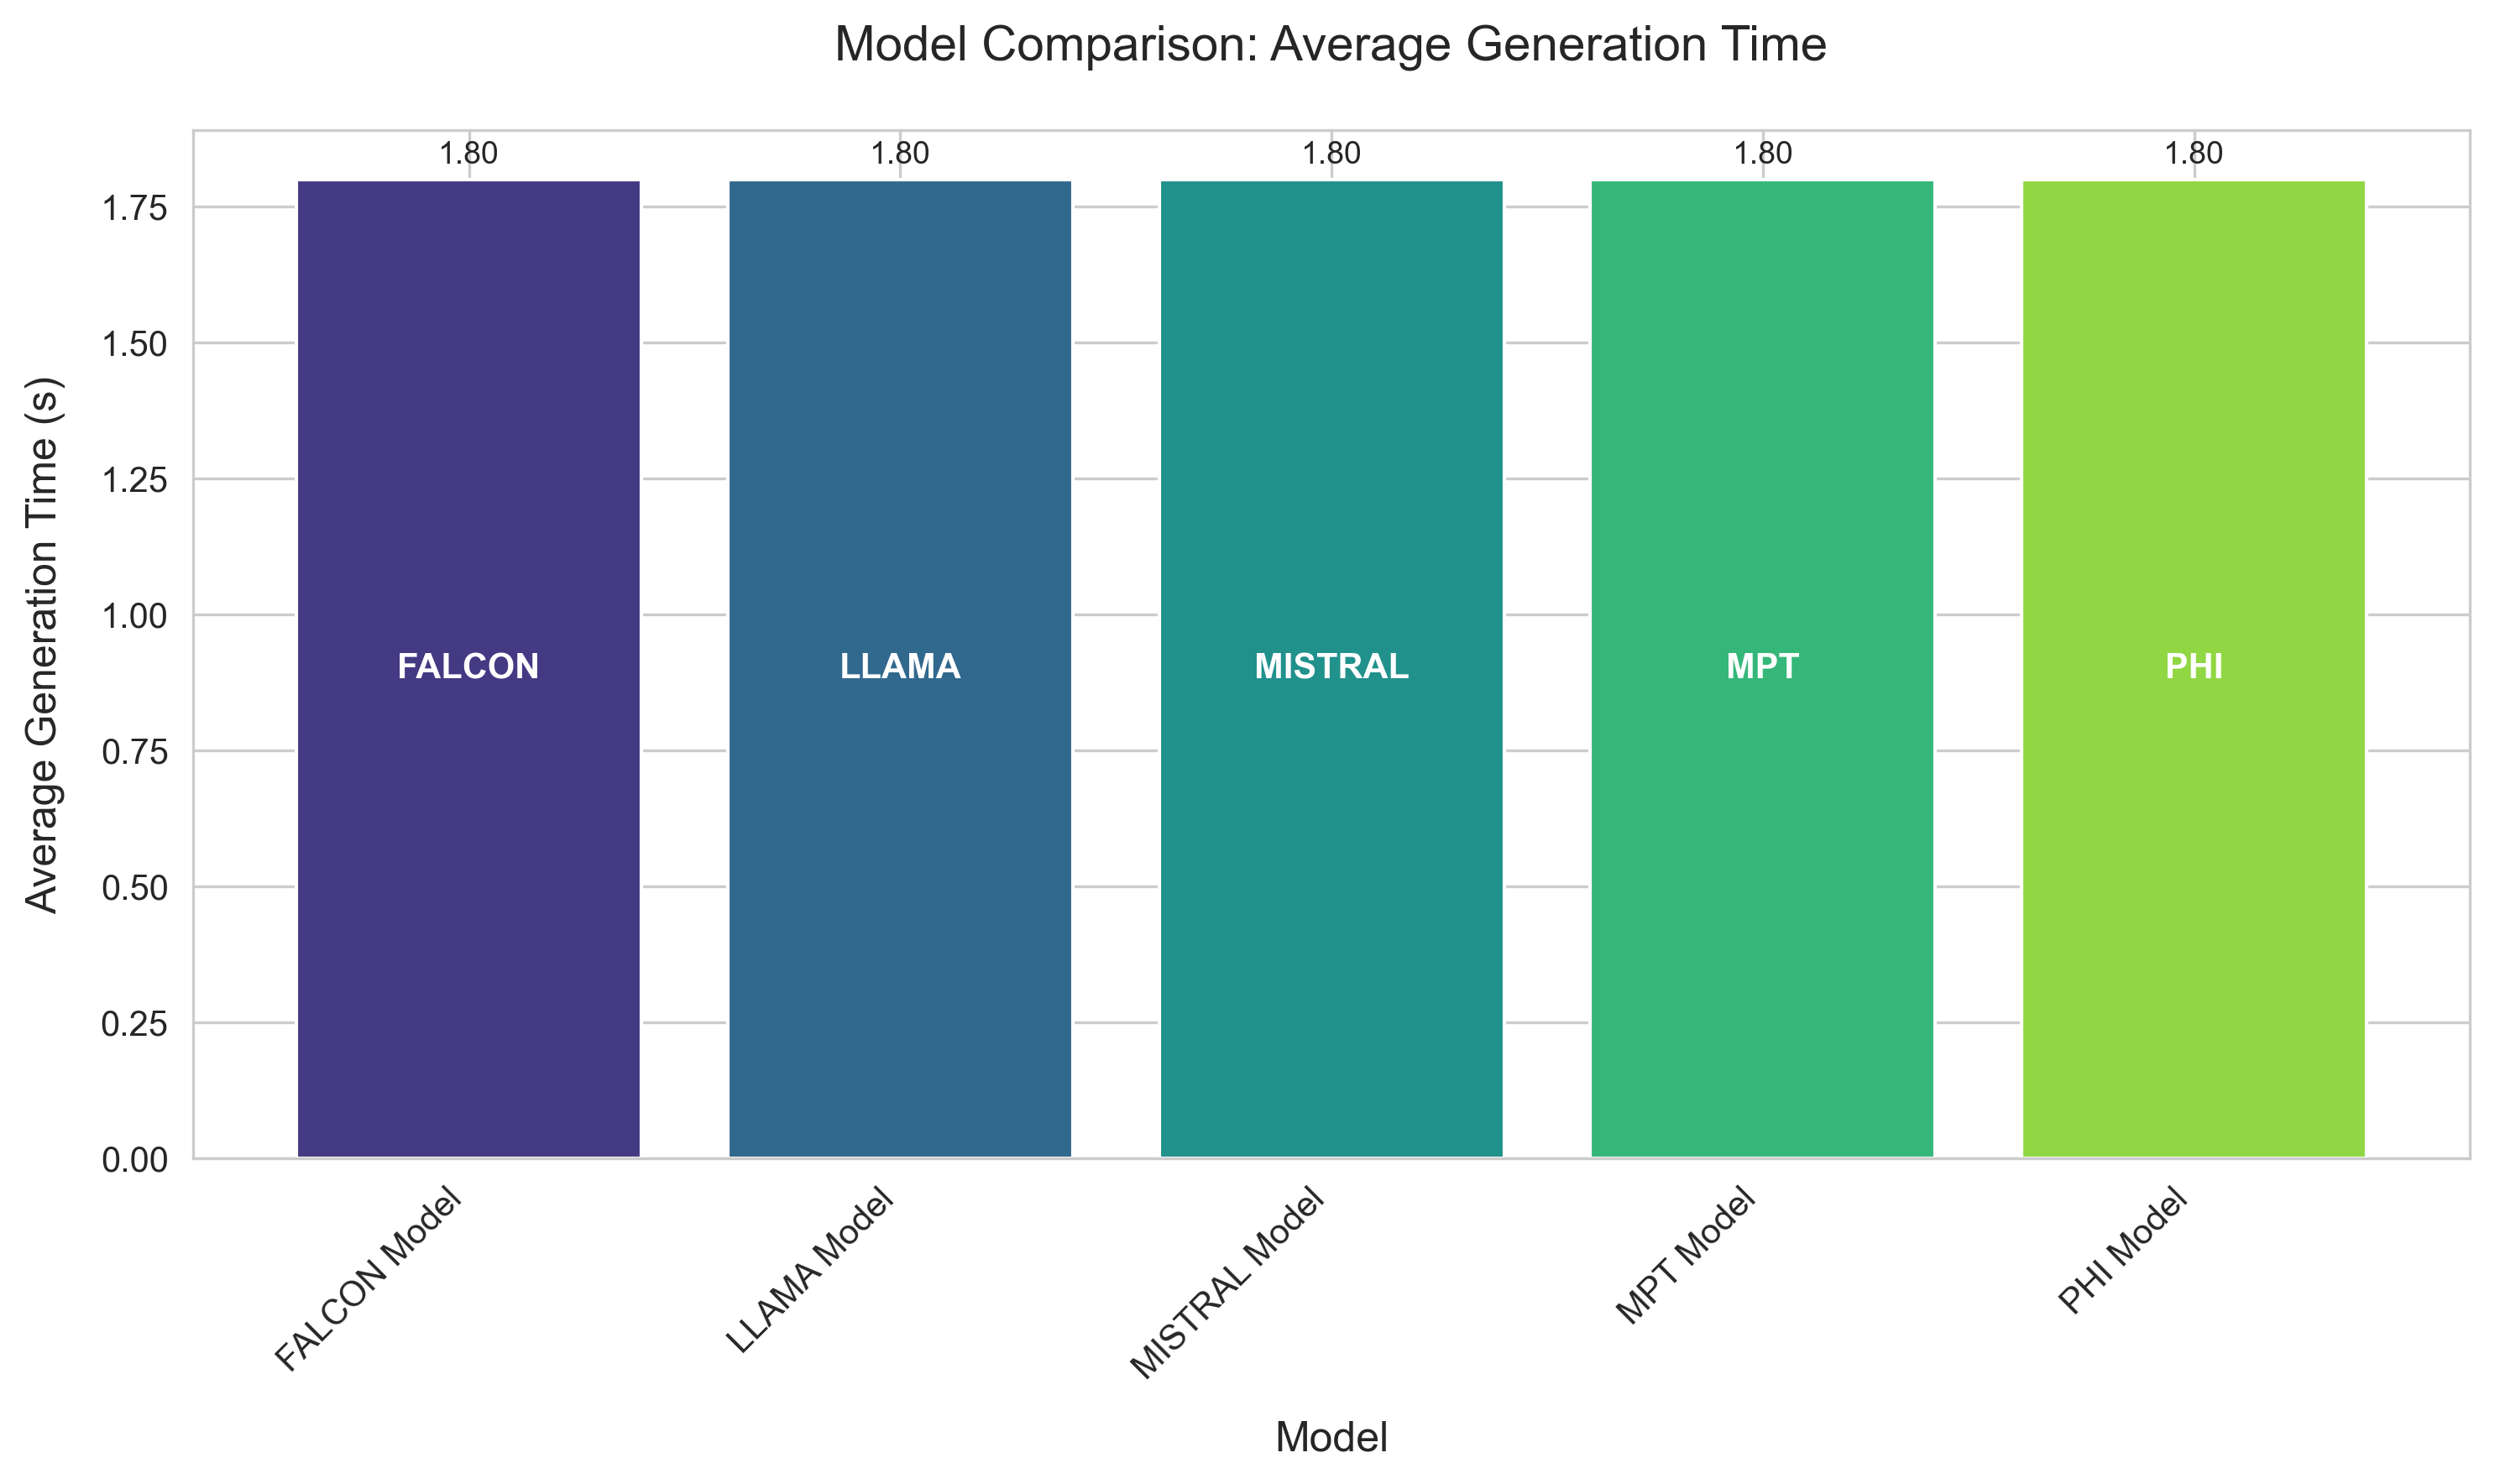 Model Comparison: Average Generation Time
1.80
1.80
1.80
1.80
1.80
Average Generation Time (s)
1.75
1.50
1.25
1.00
0.75
0.50
0.25
0.00
FALCON
LLAMA
MISTRAL
MPT
PHI
FALCON Model
LLAMA Model
MISTRAL Model
MPT Model
PHI Model
Model